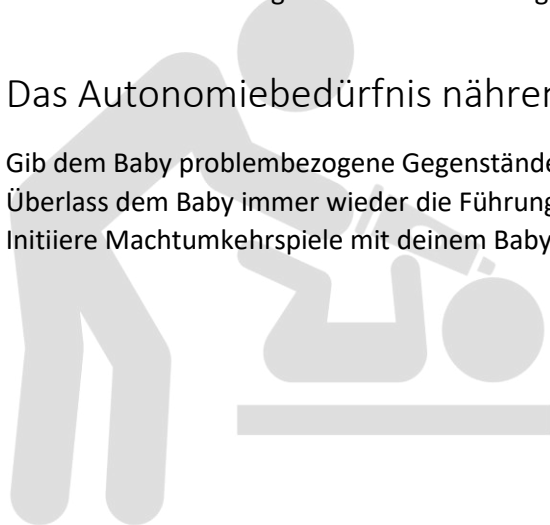 Das Autonomiebedürfnis nähren
Gib dem Baby problembezogene Gegenstände
Überlass dem Baby immer wieder die Führung
Initiiere Machtumkehrspiele mit deinem Baby